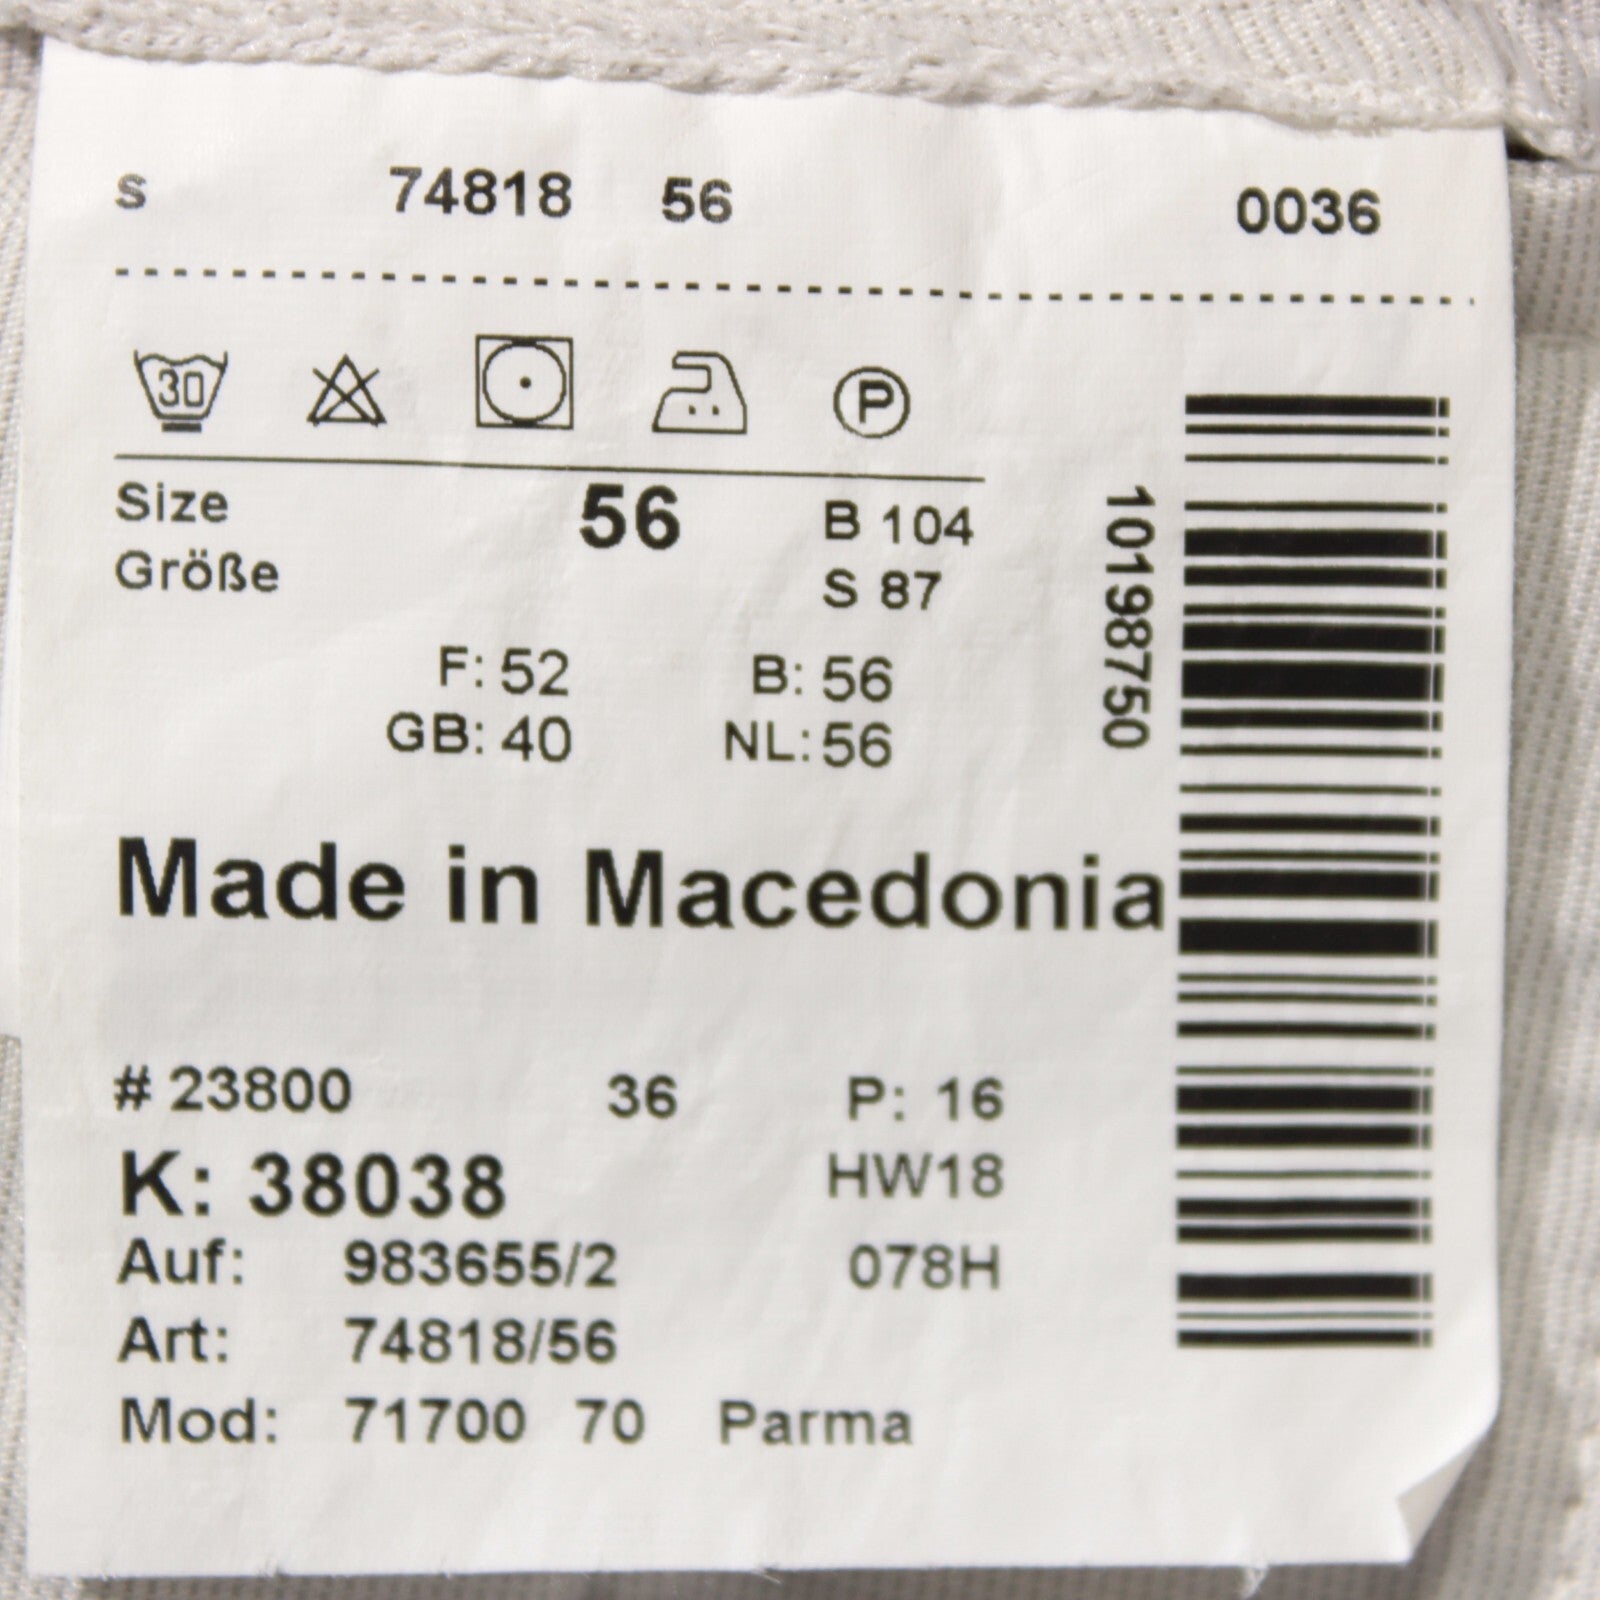 s 74818 56 0036
30 P
Size 56 B 104
Größe S 87
F: 52 B: 56
GB: 40 NL: 56
Made in Macedonia
# 23800 36 P: 16
K: 38038 HW18
Auf: 983655/2 078H
Art: 74818/56
Mod: 71700 70 Parma
10198750